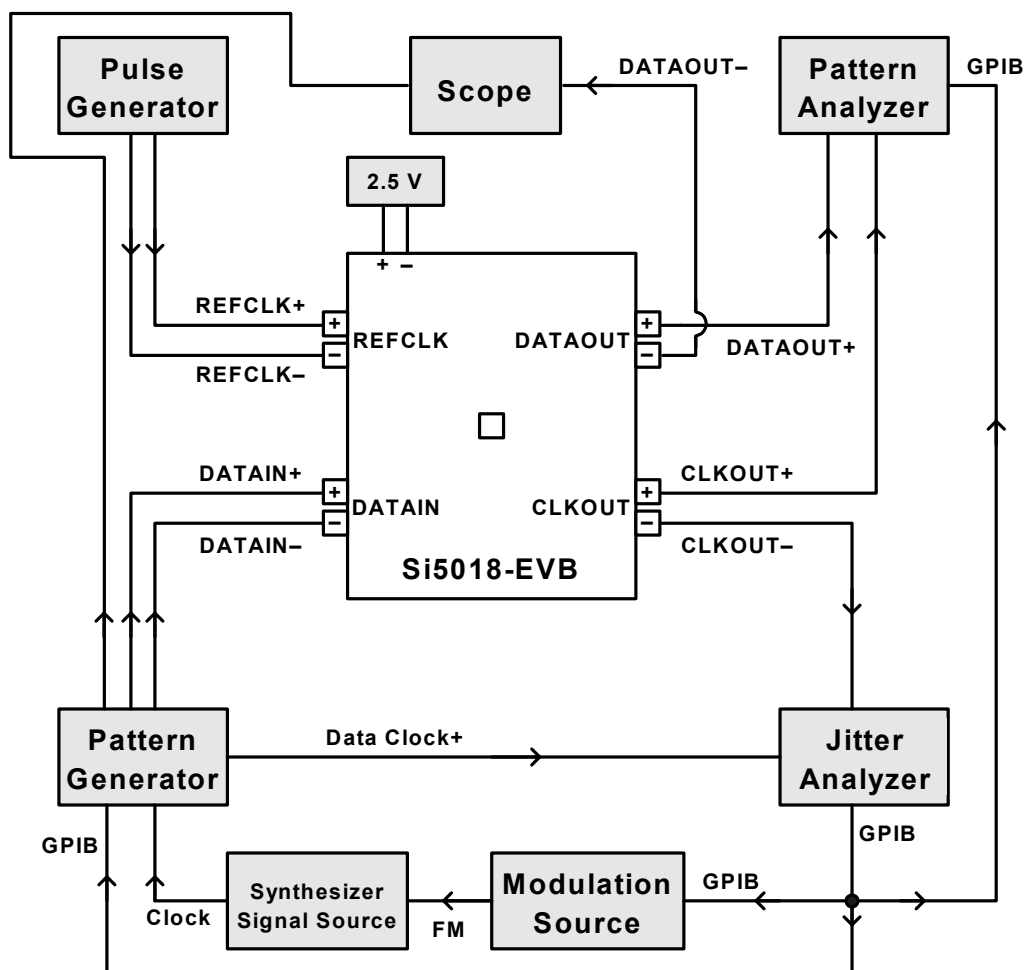 Pulse
Generator
Scope
DATAOUT–
Pattern
Analyzer
GPIB
2.5 V
+ –
REFCLK+
+
REFCLK
–
REFCLK–
DATAOUT
+
–
DATAOUT+
DATAIN+
+
DATAIN
–
DATAIN–
CLKOUT+
CLKOUT
+
–
CLKOUT–
Si5018-EVB
Pattern
Generator
Data Clock+
Jitter
Analyzer
GPIB
GPIB
Clock
Synthesizer
Signal Source
FM
Modulation
Source
GPIB